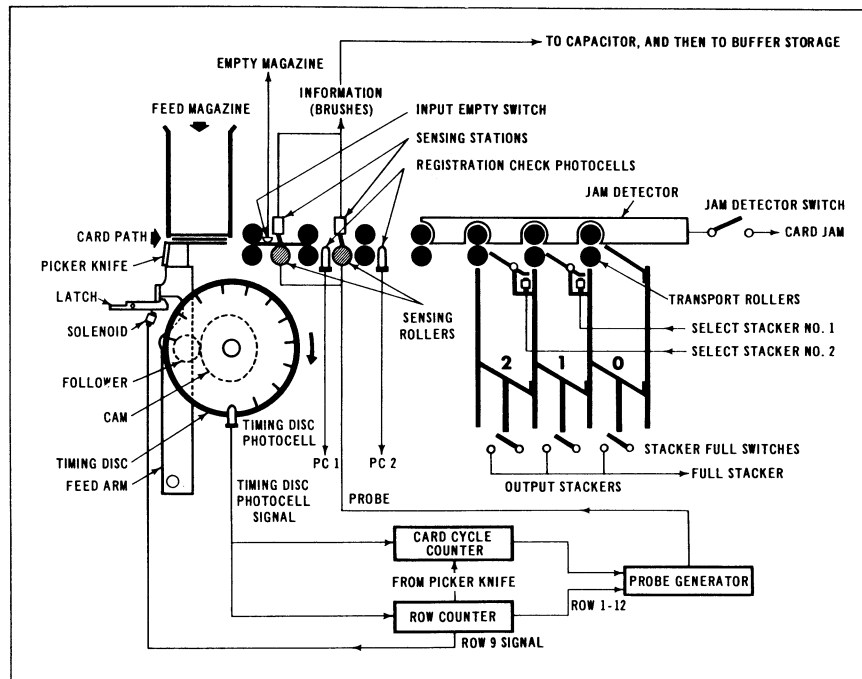 TO CAPACITOR, AND THEN TO BUFFER STORAGE
EMPTY MAGAZINE
INFORMATION
(BRUSHES)
INPUT EMPTY SWITCH
FEED MAGAZINE
SENSING STATIONS
REGISTRATION CHECK PHOTOCELLS
JAM DETECTOR
JAM DETECTOR SWITCH
CARD JAM
CARD PATH
PICKER KNIFE
LATCH
SOLENOID
TRANSPORT ROLLERS
SENSING
ROLLERS
SELECT STACKER NO. 1
SELECT STACKER NO. 2
2
1
0
FOLLOWER
CAM
TIMING DISC
PHOTOCELL
STACKER FULL SWITCHES
TIMING DISC
FEED ARM
PC 1
PC 2
FULL STACKER
OUTPUT STACKERS
TIMING DISC
PHOTOCELL
SIGNAL
PROBE
CARD CYCLE
COUNTER
FROM PICKER KNIFE
PROBE GENERATOR
ROW COUNTER
ROW 1-12
ROW 9 SIGNAL